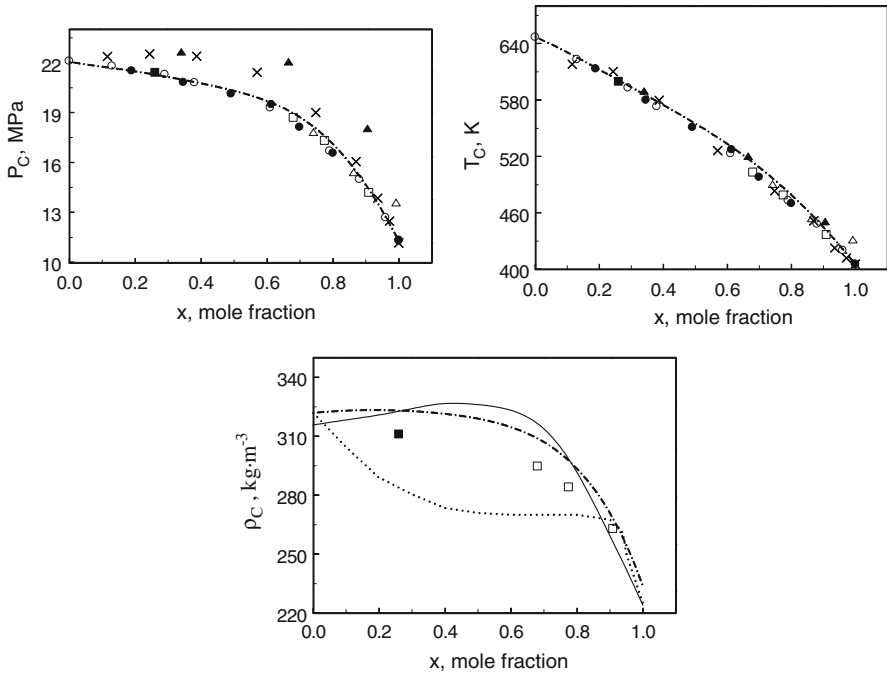 P_C, MPa
22
19
16
13
10
0.0 0.2 0.4 0.6 0.8 1.0
x, mole fraction
T_C, K
640
580
520
460
400
0.0 0.2 0.4 0.6 0.8 1.0
x, mole fraction
ρ_C, kg·m⁻³
340
310
280
250
220
0.0 0.2 0.4 0.6 0.8 1.0
x, mole fraction